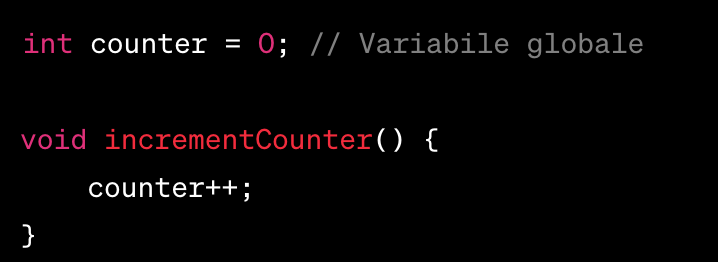 int counter = 0; // Variabile globale
void incrementCounter() {
counter++;
}